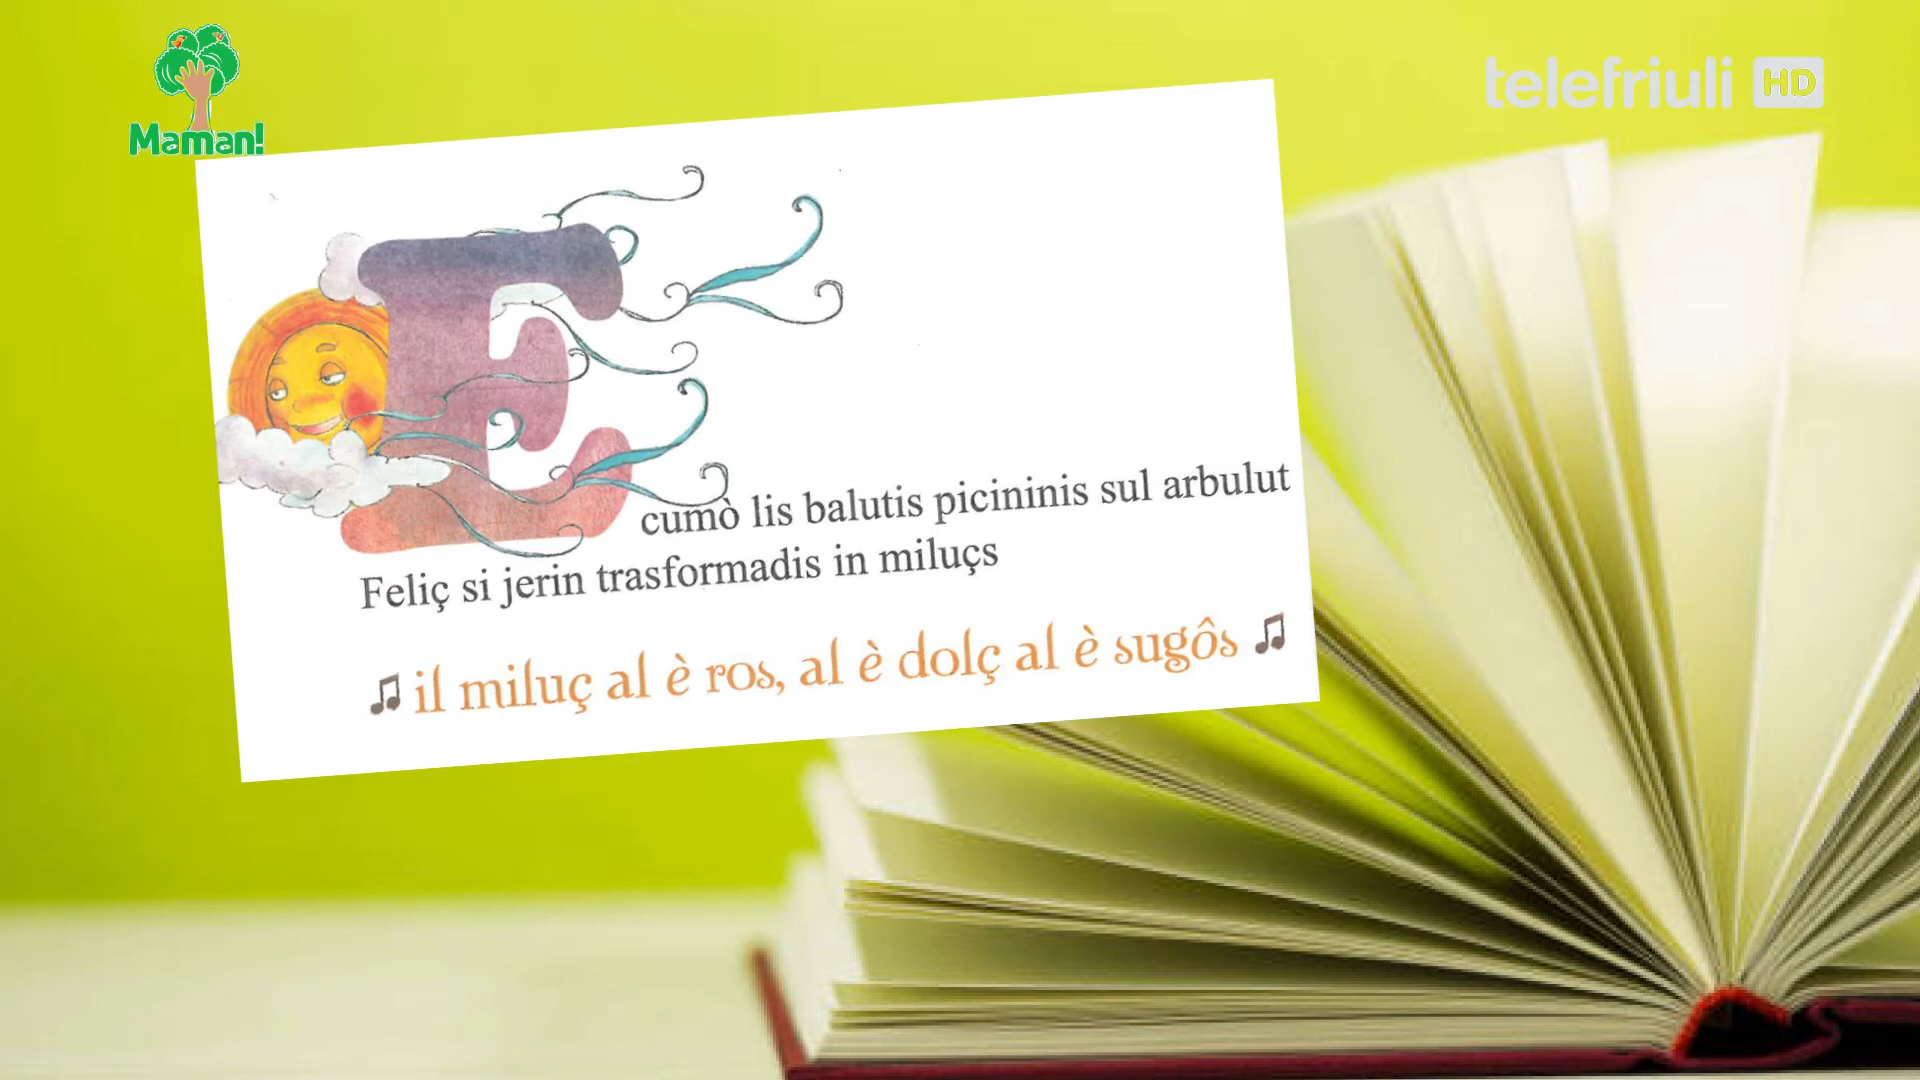 Maman!
telefriuli HD
E cumò lis balutis picininis sul arbulut
Feliç si jerin trasformadis in miluçs
♫ il miluç al è ros, al è dolç al è sugôs ♫